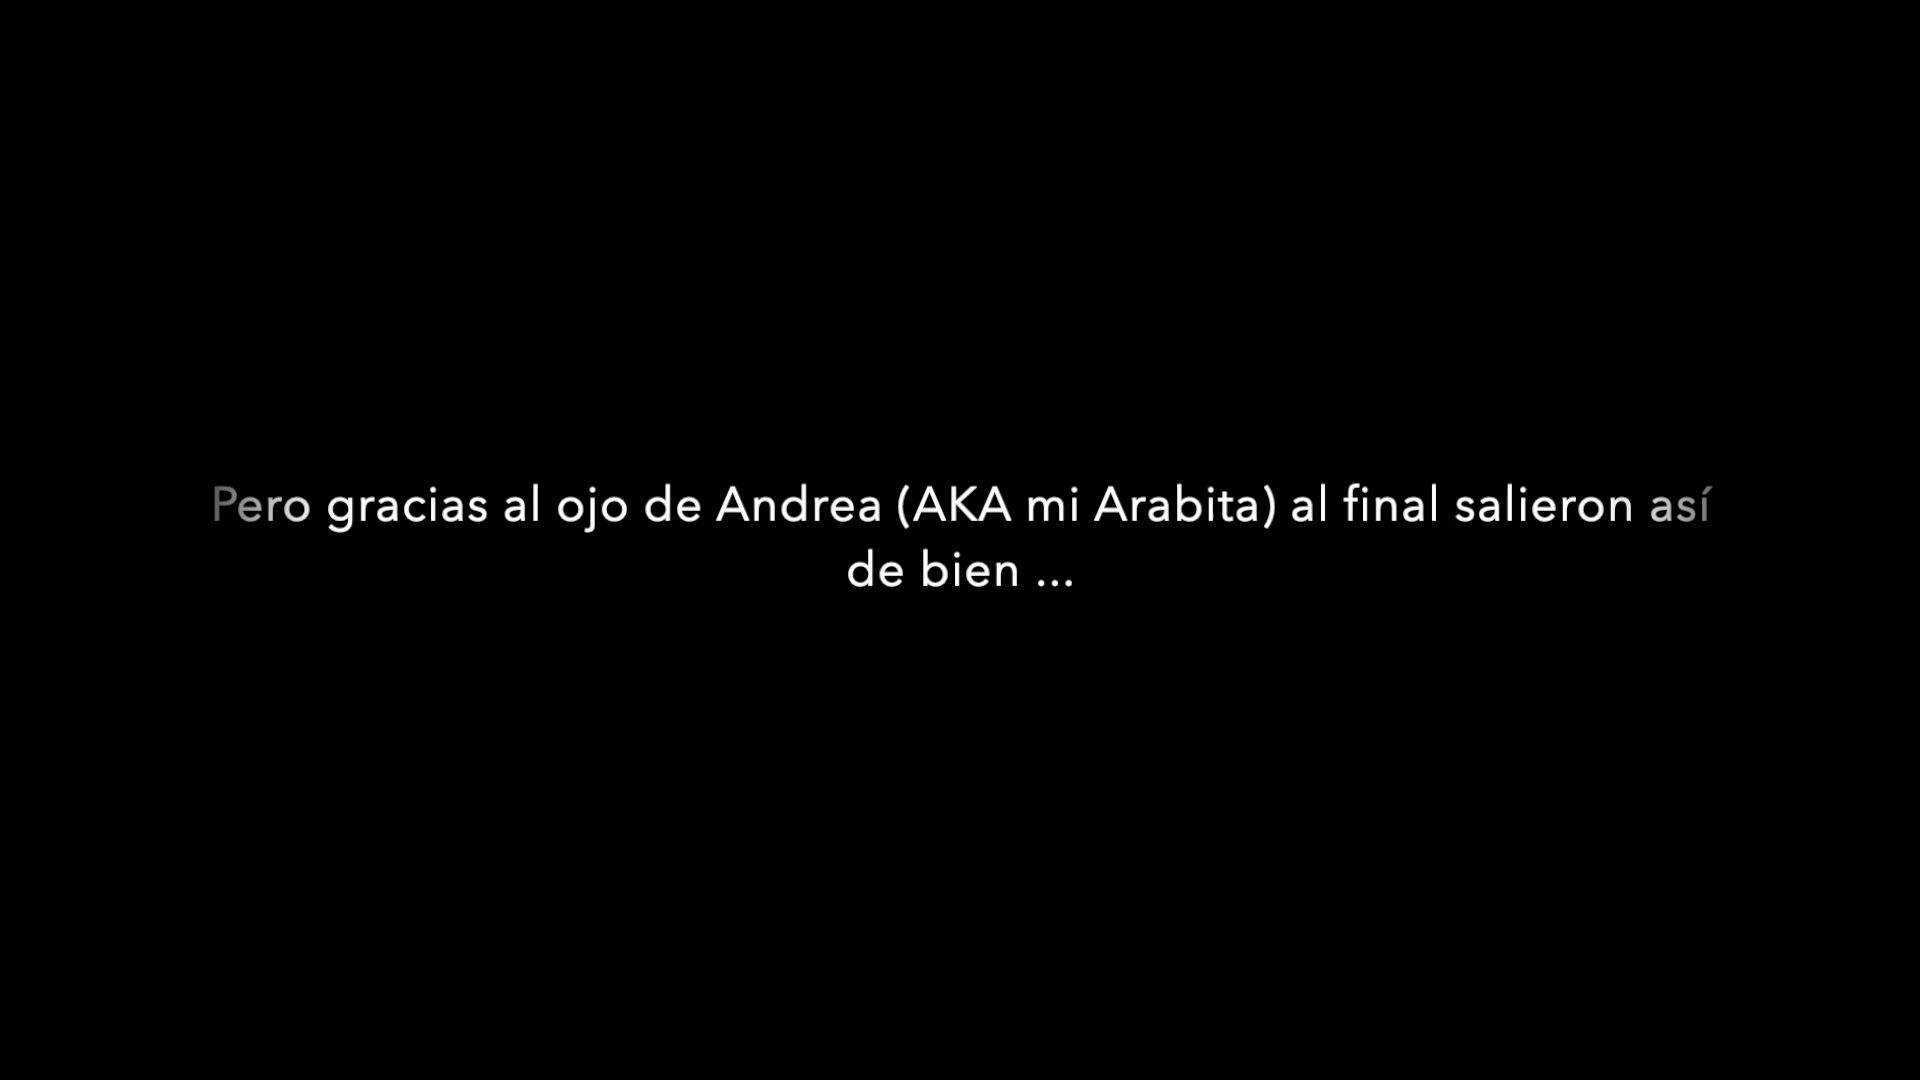 Pero gracias al ojo de Andrea (AKA mi Arabita) al final salieron así
de bien ...